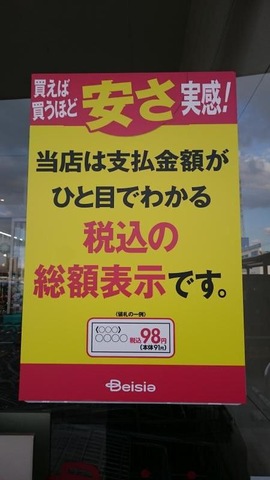 買えば
買うほど
安さ
実感!
当店は支払金額が
ひと目でわかる
税込の
総額表示です。
(値札の一例)
《○○○》
○○○○
税込98円
(本体91円)
Beisia